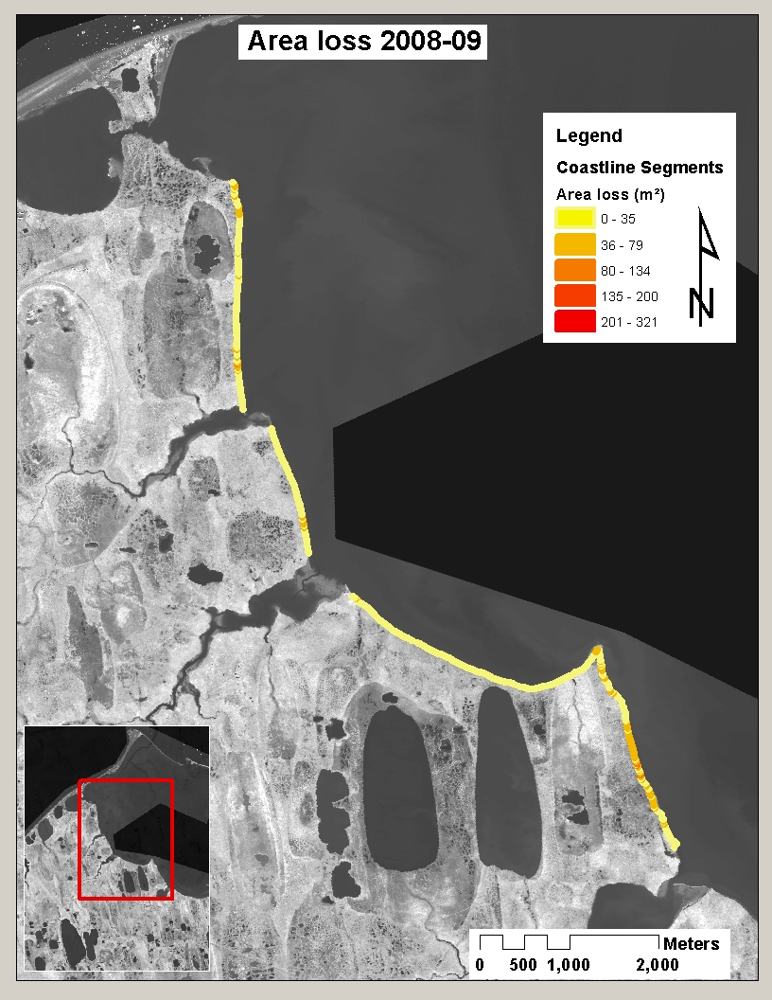 Area loss 2008-09
Legend
Coastline Segments
Area loss (m²)
0 - 35
36 - 79
80 - 134
135 - 200
201 - 321
N
Meters
0 500 1,000 2,000